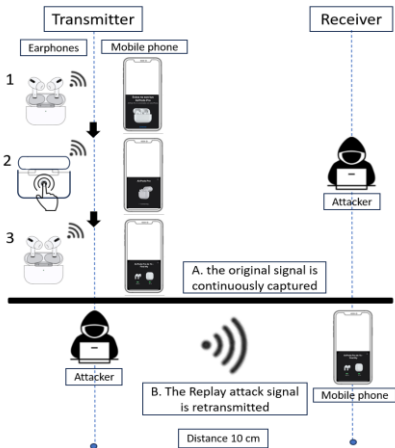 Transmitter
Receiver
Earphones
Mobile phone
1
2
Attacker
3
A. the original signal is
continuously captured
Attacker
B. The Replay attack signal
is retransmitted
Mobile phone
Distance 10 cm